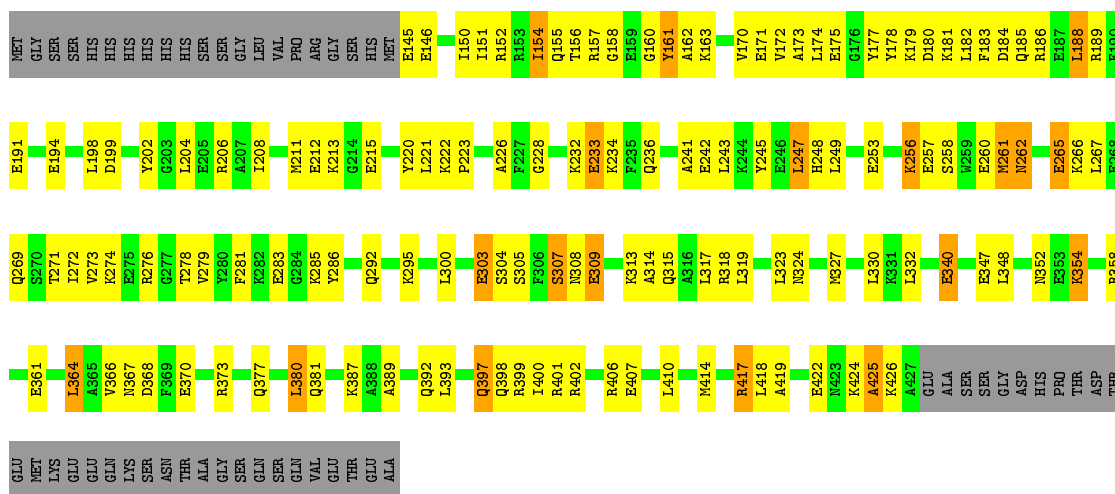 MET GLY SER SER HIS HIS HIS HIS HIS HIS SER SER GLY LEU VAL PRO ARG GLY SER HIS MET E145 E146 I150 I151 R152 R153 I154 Q155 T156 R157 G158 E159 G160 Y161 A162 K163 V170 E171 V172 A173 L174 E175 G176 Y177 Y178 K179 D180 K181 L182 F183 D184 Q185 R186 E187 L188 R189 E190
E191 E194 L198 D199 Y202 G203 L204 E205 R206 A207 I208 M211 E212 K213 G214 E215 Y220 L221 K222 P223 A226 F227 G228 K232 E233 K234 F235 Q236 A241 E242 L243 K244 Y245 E246 L247 H248 L249 E253 K256 E257 S258 W259 E260 M261 N262 E265 K266 L267 E268
Q269 S270 T271 I272 V273 K274 E275 R276 G277 T278 V279 Y280 F281 K282 E283 G284 K285 Y286 Q292 K295 L300 E303 S304 S305 F306 S307 N308 E309 K313 A314 Q315 A316 L317 R318 L319 L323 N324 M327 L330 K331 L332 E340 E347 L348 N352 E353 K354 R358
E361 L364 A365 V366 N367 D368 F369 E370 R373 Q377 L380 Q381 K387 A388 A389 Q392 L393 Q397 Q398 R399 I400 R401 R402 R406 E407 L410 M414 R417 L418 A419 E422 N423 K424 A425 K426 A427 GLU ALA SER SER GLY ASP HIS PRO THR ASP THR
GLU MET LYS GLU GLU GLN LYS SER ASN THR ALA GLY SER GLN SER GLN VAL GLU THR GLU ALA